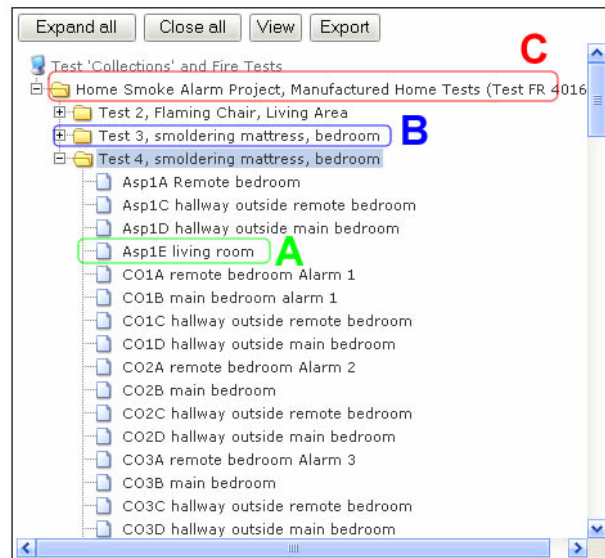 Expand all Close all View Export
C
Test 'Collections' and Fire Tests
Home Smoke Alarm Project, Manufactured Home Tests (Test FR 4016
Test 2, Flaming Chair, Living Area
Test 3, smoldering mattress, bedroom B
Test 4, smoldering mattress, bedroom
Asp1A Remote bedroom
Asp1C hallway outside remote bedroom
Asp1D hallway outside main bedroom
Asp1E living room A
CO1A remote bedroom Alarm 1
CO1B main bedroom alarm 1
CO1C hallway outside remote bedroom
CO1D hallway outside main bedroom
CO2A remote bedroom Alarm 2
CO2B main bedroom
CO2C hallway outside remote bedroom
CO2D hallway outside main bedroom
CO3A remote bedroom Alarm 3
CO3B main bedroom
CO3C hallway outside remote bedroom
CO3D hallway outside main bedroom